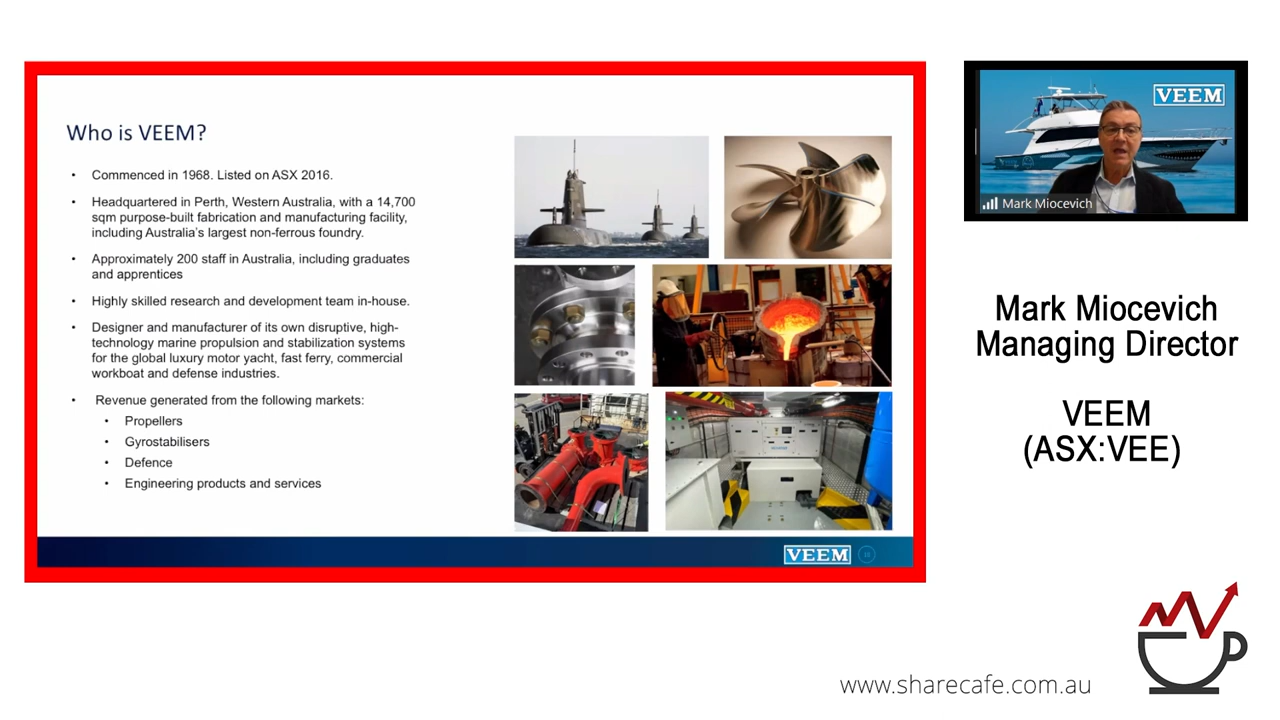 Who is VEEM?
• Commenced in 1968. Listed on ASX 2016.
• Headquartered in Perth, Western Australia, with a 14,700
sqm purpose-built fabrication and manufacturing facility,
including Australia's largest non-ferrous foundry.
• Approximately 200 staff in Australia, including graduates
and apprentices
• Highly skilled research and development team in-house.
• Designer and manufacturer of its own disruptive, high-
technology marine propulsion and stabilization systems
for the global luxury motor yacht, fast ferry, commercial
workboat and defense industries.
• Revenue generated from the following markets:
• Propellers
• Gyrostabilisers
• Defence
• Engineering products and services
VEEM
VEEM
Mark Miocevich
Mark Miocevich
Managing Director
VEEM
(ASX:VEE)
www.sharecafe.com.au